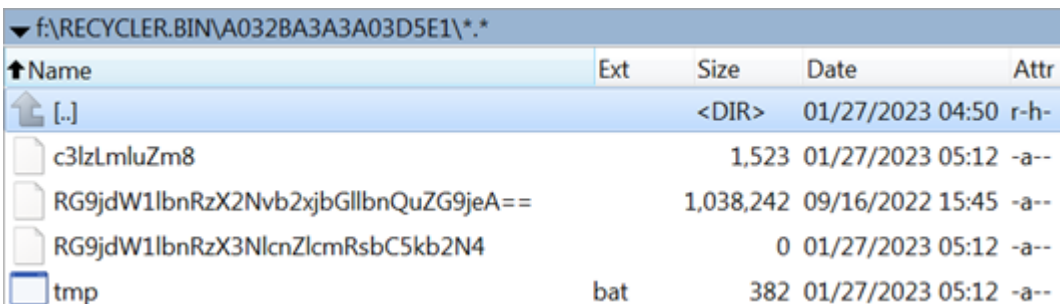 f:\RECYCLER.BIN\A032BA3A3A03D5E1\*.*
Name Ext Size Date Attr
[..] <DIR> 01/27/2023 04:50 r-h-
c3lzLmluZm8 1,523 01/27/2023 05:12 -a--
RG9jdW1lbnRzX2Nvb2xjbGllbnQuZG9jeA== 1,038,242 09/16/2022 15:45 -a--
RG9jdW1lbnRzX3NlcnZlcmRsbC5kb2N4 0 01/27/2023 05:12 -a--
tmp bat 382 01/27/2023 05:12 -a--